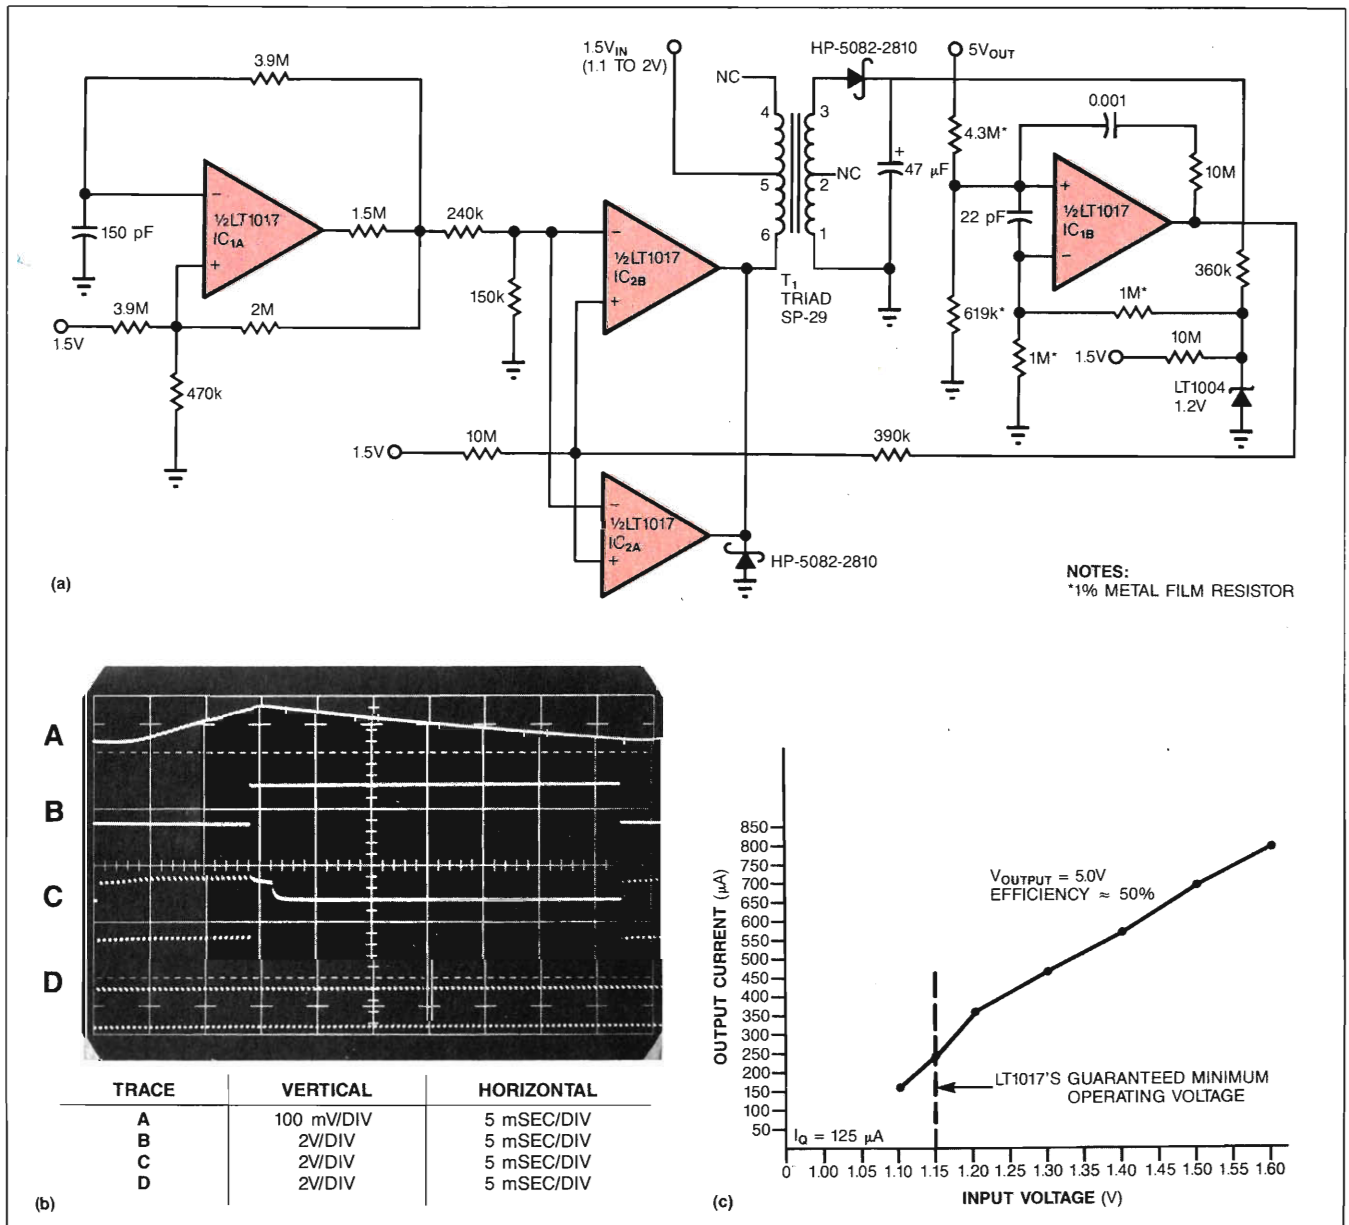 3.9M
1.5V_IN
(1.1 TO 2V)
HP-5082-2810
5V_OUT
NC
4
3
0.001
4.3M*
−
150 pF
½LT1017
IC1A
+
1.5M
240k
−
½LT1017
IC2B
+
5
2
NC
+
47 µF
+
22 pF
½LT1017
IC1B
−
10M
6
1
T1
TRIAD
SP-29
150k
360k
3.9M
2M
1.5V
619k*
1M*
10M
1.5V
1M*
LT1004
1.2V
470k
10M
1.5V
390k
−
½LT1017
IC2A
+
HP-5082-2810
(a)
NOTES:
*1% METAL FILM RESISTOR
A
B
C
D
TRACE VERTICAL HORIZONTAL
A 100 mV/DIV 5 mSEC/DIV
B 2V/DIV 5 mSEC/DIV
C 2V/DIV 5 mSEC/DIV
D 2V/DIV 5 mSEC/DIV
(b)
OUTPUT CURRENT (µA)
850
800
750
700
650
600
550
500
450
400
350
300
250
200
150
100
50
V_OUTPUT = 5.0V
EFFICIENCY ≈ 50%
LT1017'S GUARANTEED MINIMUM
OPERATING VOLTAGE
I_Q = 125 µA
0 1.00 1.05 1.10 1.15 1.20 1.25 1.30 1.35 1.40 1.45 1.50 1.55 1.60
INPUT VOLTAGE (V)
(c)